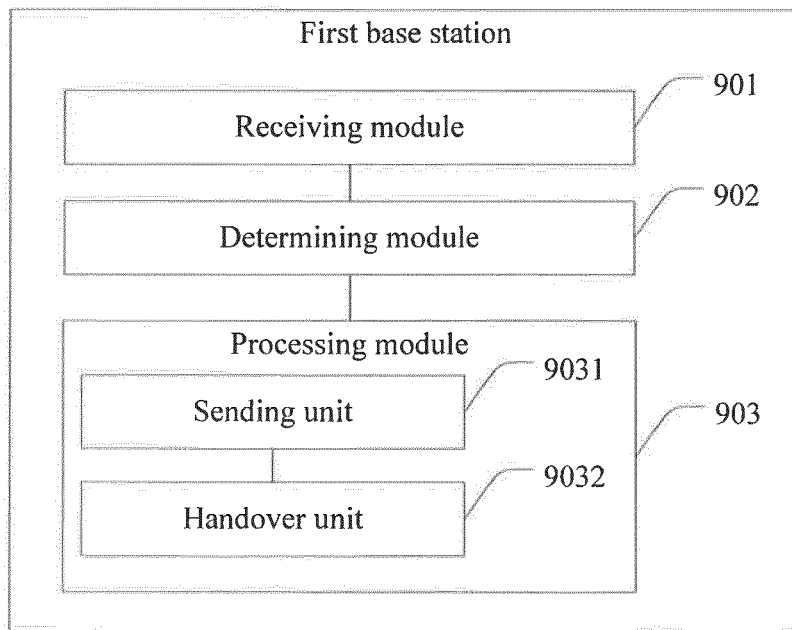 First base station
901
Receiving module
902
Determining module
Processing module
9031
Sending unit
903
9032
Handover unit